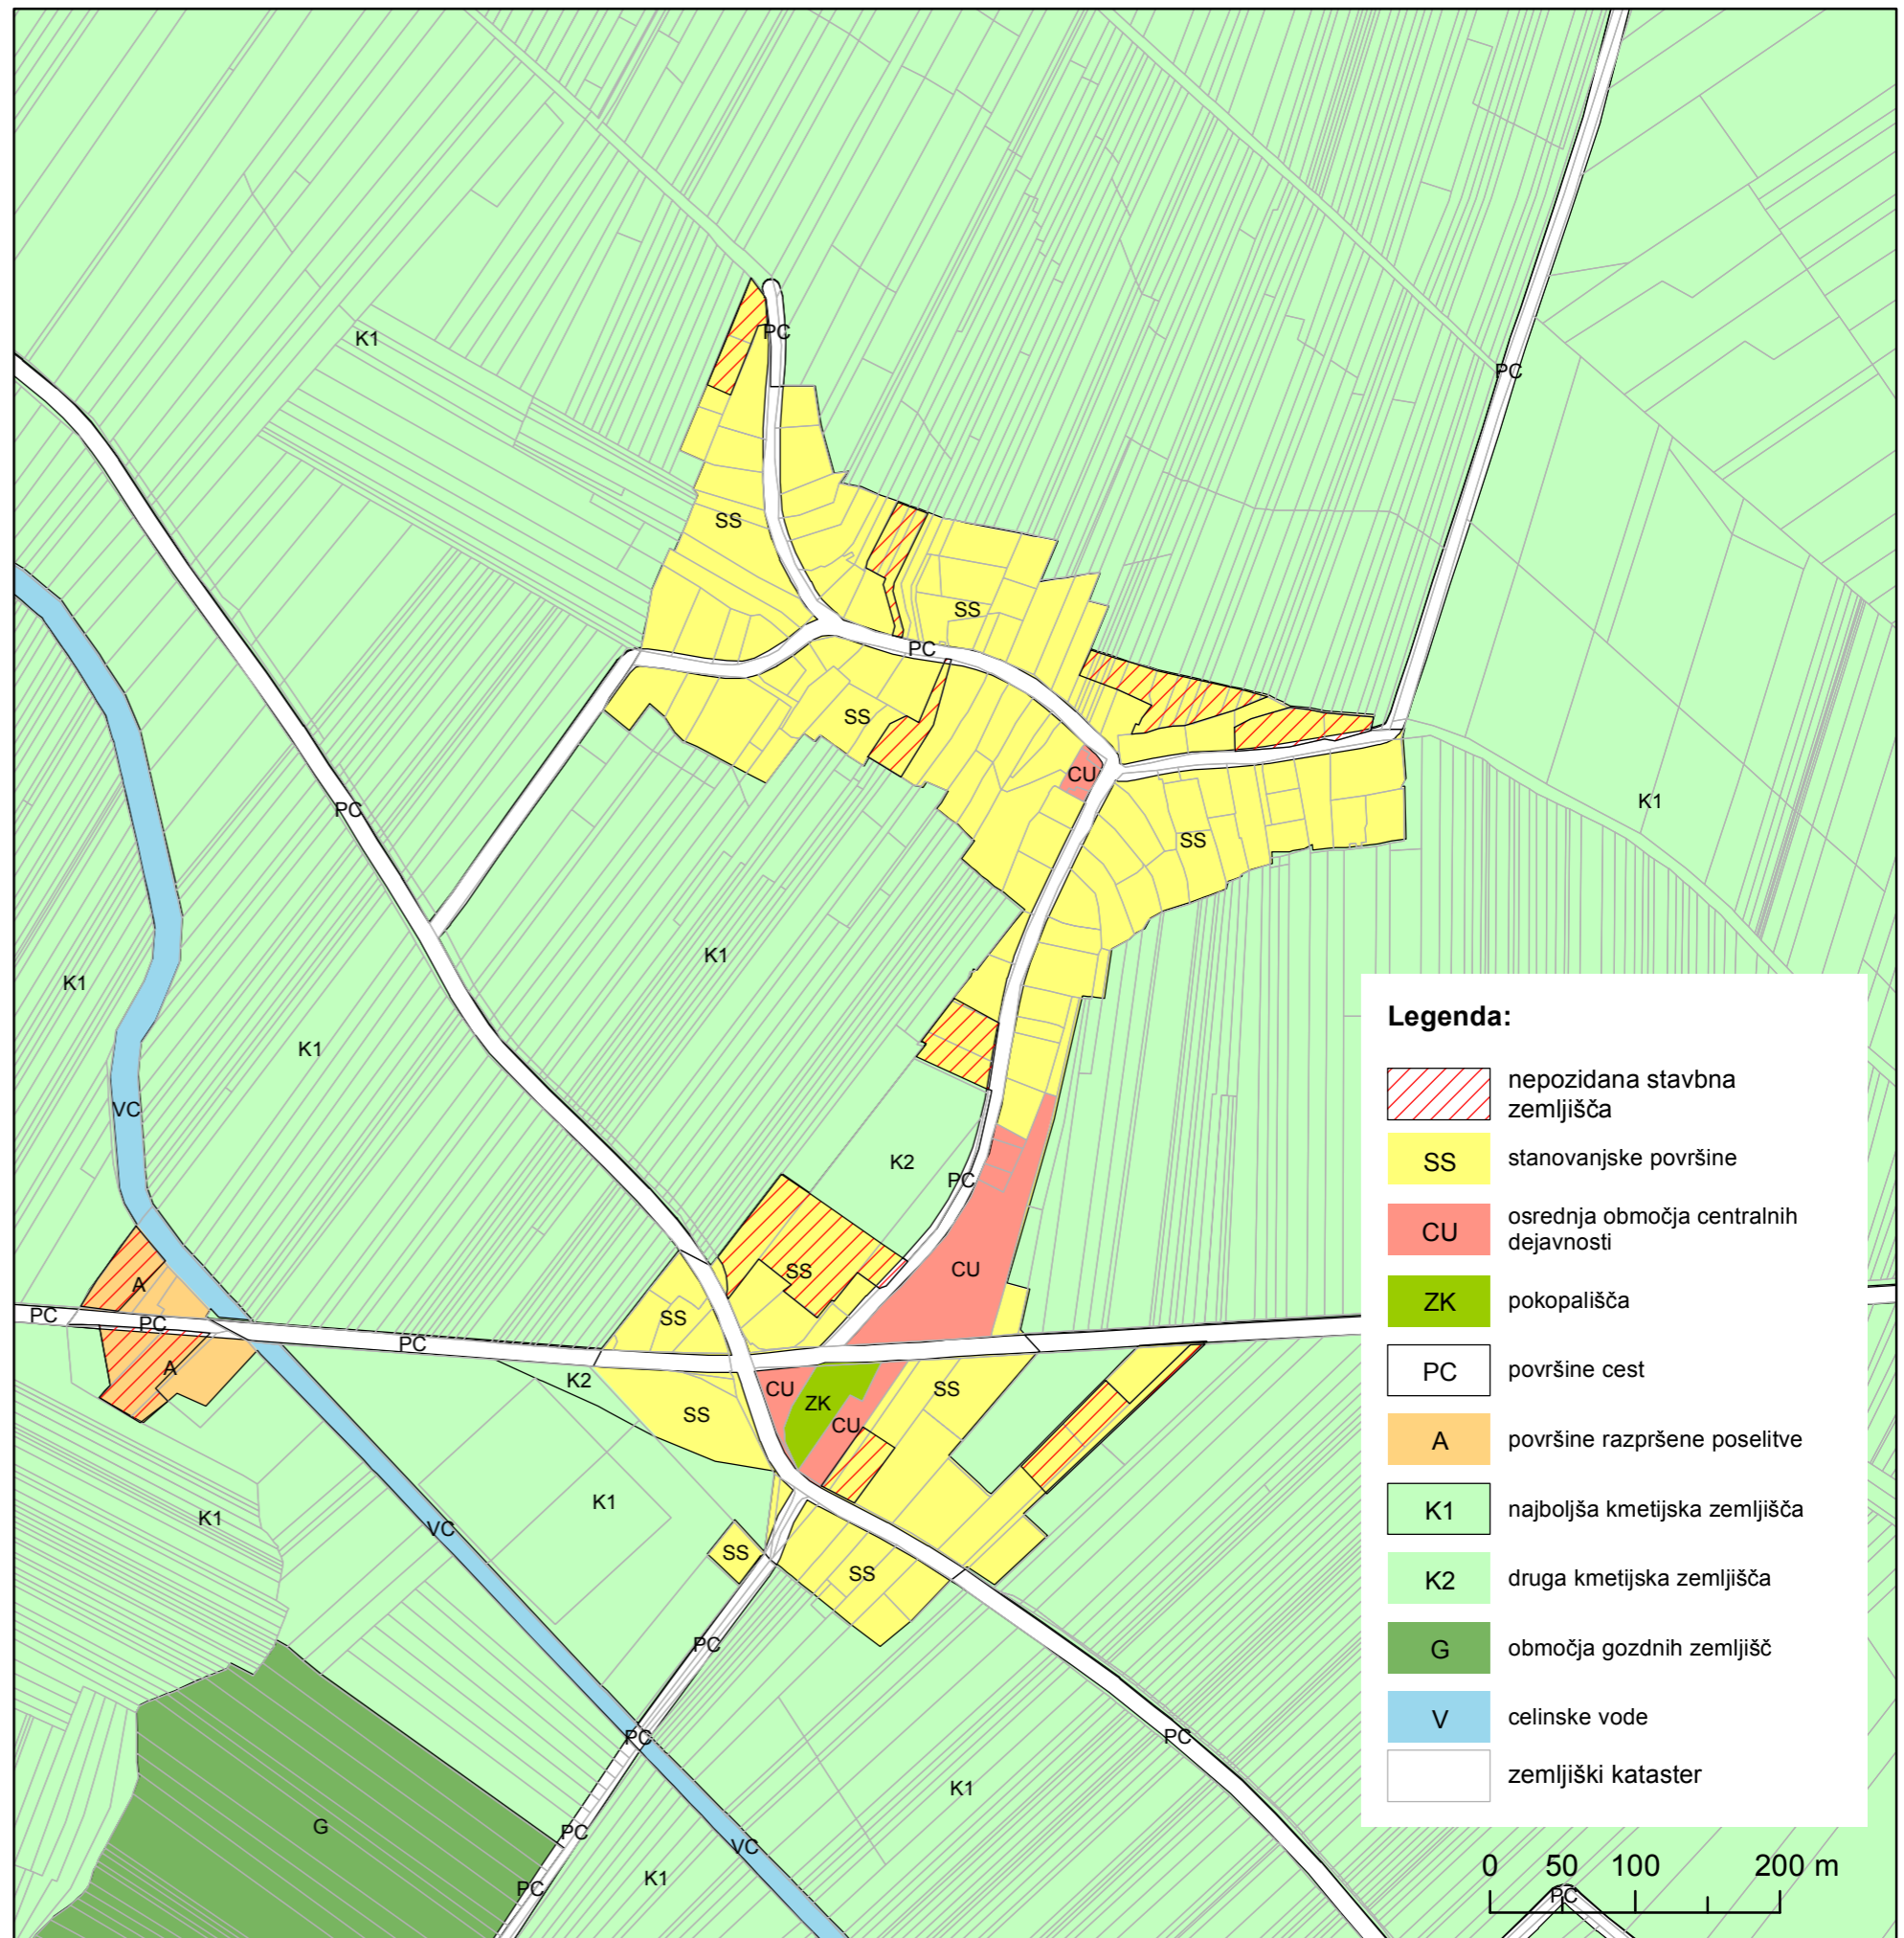 PC
K1
PC
SS
SS
PC
SS
CU
K1
PC
SS
K1
K1
K1
VC
K2
PC
SS
CU
A
SS
PC
PC
PC
A
K2
CU
SS
ZK
SS
CU
K1
K1
VC
SS
SS
PC
PC
PC
K1
G
PC
VC
K1
PC
Legenda:
nepozidana stavbna
zemljišča
SS stanovanjske površine
CU osrednja območja centralnih
dejavnosti
ZK pokopališča
PC površine cest
A površine razpršene poselitve
K1 najboljša kmetijska zemljišča
K2 druga kmetijska zemljišča
G območja gozdnih zemljišč
V celinske vode
zemljiški kataster
0 50 100 200 m
PC